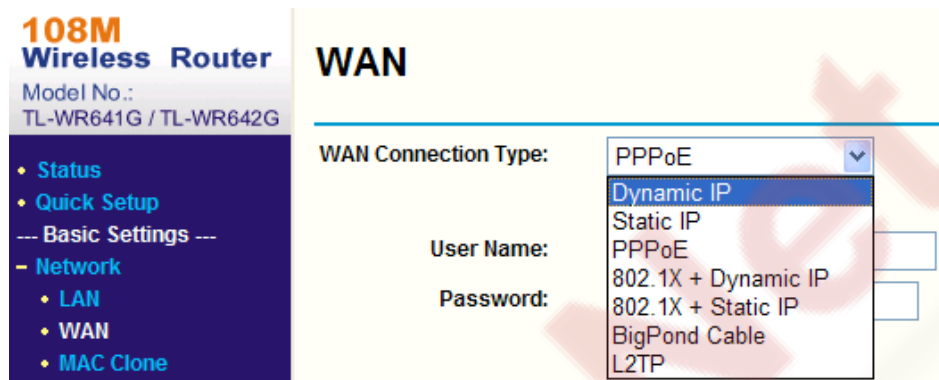 108M
Wireless Router
Model No.:
TL-WR641G / TL-WR642G
• Status
• Quick Setup
--- Basic Settings ---
– Network
• LAN
• WAN
• MAC Clone
WAN
WAN Connection Type:
PPPoE
Dynamic IP
Static IP
PPPoE
802.1X + Dynamic IP
802.1X + Static IP
BigPond Cable
L2TP
User Name:
Password: